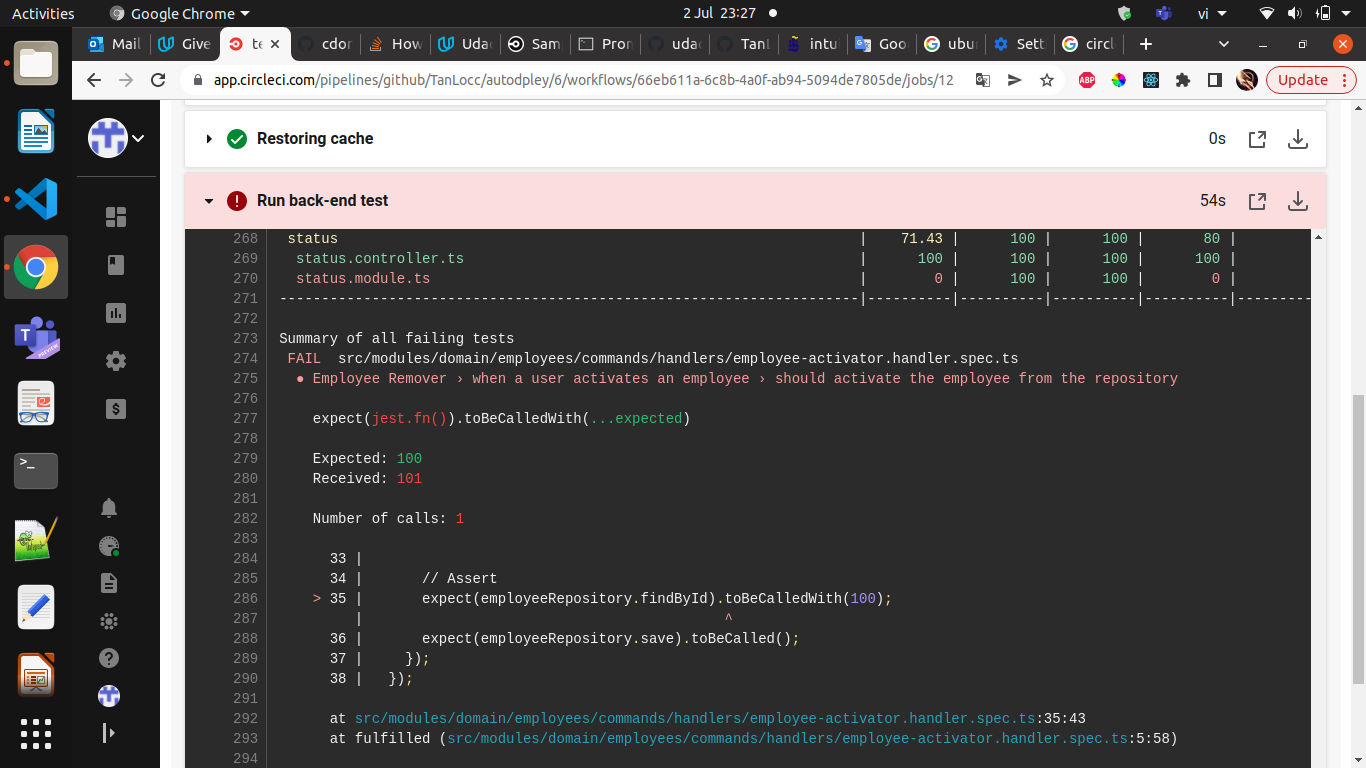 Activities Google Chrome 2 Jul 23:27 vi
Mail Give te cdor How Uda Sam Pron udac TanL intu Goo ubu Sett circl
app.circleci.com/pipelines/github/TanLocc/autodpley/6/workflows/66eb611a-6c8b-4a0f-ab94-5094de7805de/jobs/12 ABP Update
Restoring cache 0s
Run back-end test 54s
268 status | 71.43 | 100 | 100 | 80 |
269 status.controller.ts | 100 | 100 | 100 | 100 |
270 status.module.ts | 0 | 100 | 100 | 0 |
271 ---------------------------------------------------------------------|----------|----------|----------|----------|---------
272
273 Summary of all failing tests
274 FAIL src/modules/domain/employees/commands/handlers/employee-activator.handler.spec.ts
275 ● Employee Remover › when a user activates an employee › should activate the employee from the repository
276
277 expect(jest.fn()).toBeCalledWith(...expected)
278
279 Expected: 100
280 Received: 101
281
282 Number of calls: 1
283
284 33 |
285 34 | // Assert
286 > 35 | expect(employeeRepository.findById).toBeCalledWith(100);
287 | ^
288 36 | expect(employeeRepository.save).toBeCalled();
289 37 | });
290 38 | });
291
292 at src/modules/domain/employees/commands/handlers/employee-activator.handler.spec.ts:35:43
293 at fulfilled (src/modules/domain/employees/commands/handlers/employee-activator.handler.spec.ts:5:58)
294